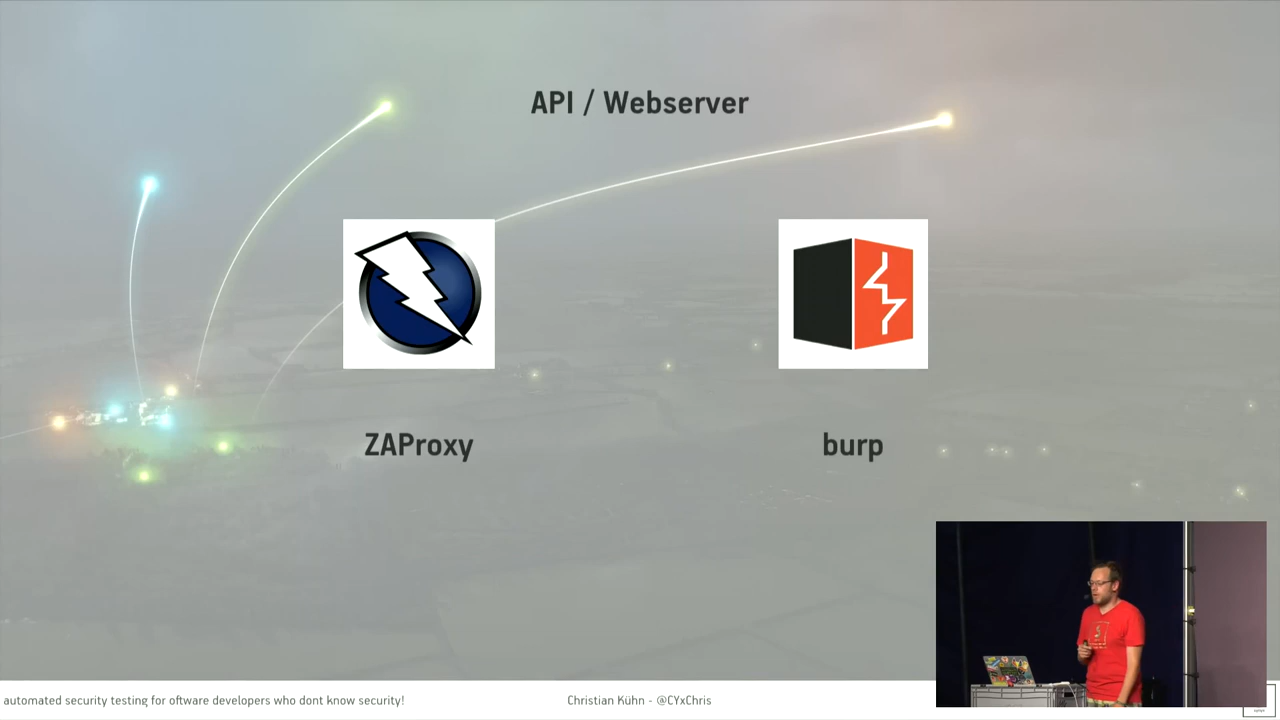 API / Webserver
ZAProxy
burp
automated security testing for oftware developers who dont know security!
Christian Kühn - @CYxChris